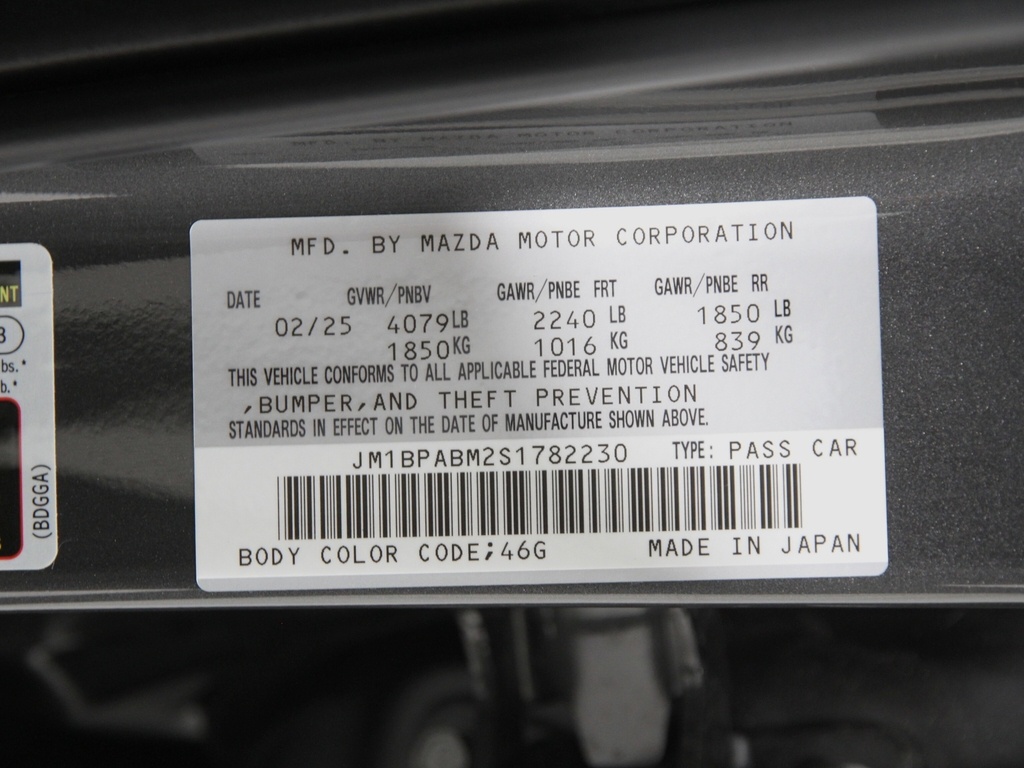 MFD. BY MAZDA MOTOR CORPORATION
DATE GVWR/PNBV GAWR/PNBE FRT GAWR/PNBE RR
02/25 4079LB 2240 LB 1850 LB
1850KG 1016 KG 839 KG
THIS VEHICLE CONFORMS TO ALL APPLICABLE FEDERAL MOTOR VEHICLE SAFETY
,BUMPER,AND THEFT PREVENTION
STANDARDS IN EFFECT ON THE DATE OF MANUFACTURE SHOWN ABOVE.
JM1BPABM2S1782230 TYPE: PASS CAR
BODY COLOR CODE;46G MADE IN JAPAN
NT
lbs.*
b.*
(BDGGA)